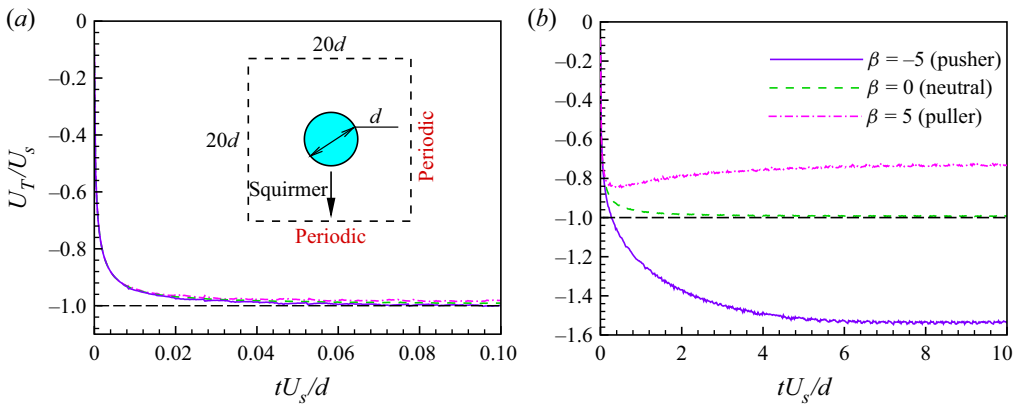 (a)
0
–0.2
–0.4
–0.6
–0.8
–1.0
U_T/U_s
0
0.02
0.04
0.06
0.08
0.10
tU_s/d
20d
20d
d
Squirmer
Periodic
Periodic
(b)
0
–0.2
–0.4
–0.6
–0.8
–1.0
–1.2
–1.4
–1.6
0
2
4
6
8
10
tU_s/d
β = –5 (pusher)
β = 0 (neutral)
β = 5 (puller)